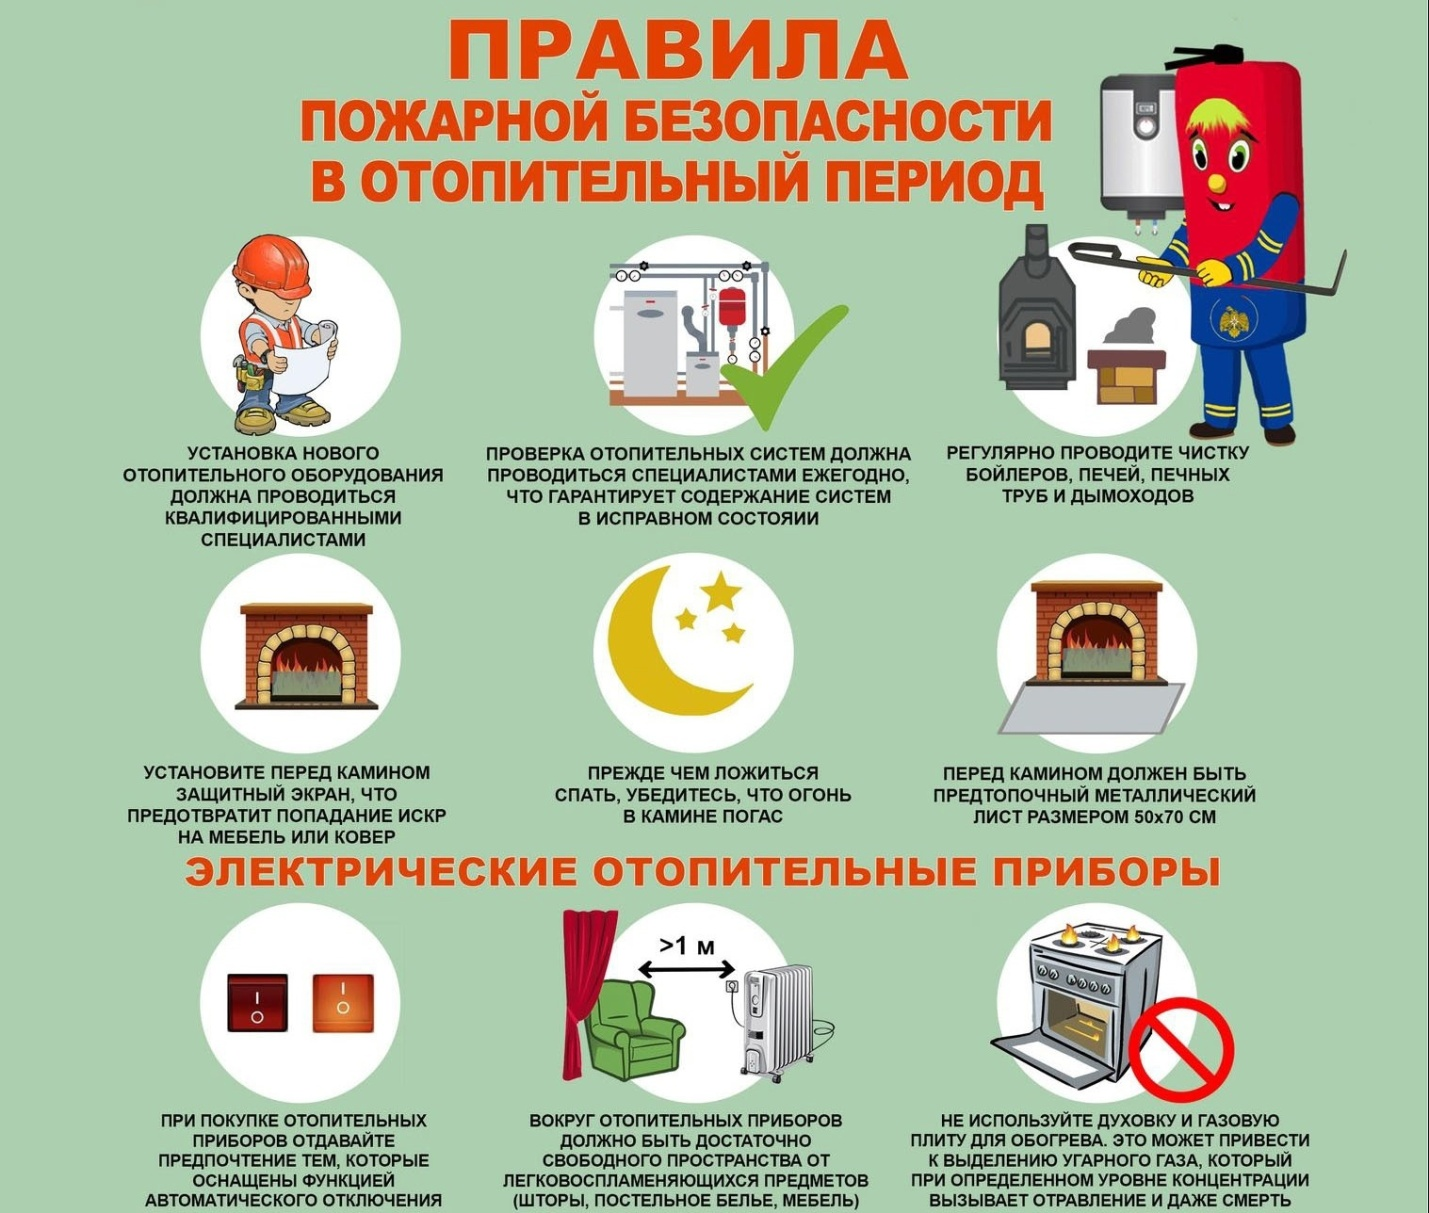 ПРАВИЛА
ПОЖАРНОЙ БЕЗОПАСНОСТИ
В ОТОПИТЕЛЬНЫЙ ПЕРИОД
УСТАНОВКА НОВОГО
ОТОПИТЕЛЬНОГО ОБОРУДОВАНИЯ
ДОЛЖНА ПРОВОДИТЬСЯ
КВАЛИФИЦИРОВАННЫМИ
СПЕЦИАЛИСТАМИ
ПРОВЕРКА ОТОПИТЕЛЬНЫХ СИСТЕМ ДОЛЖНА
ПРОВОДИТЬСЯ СПЕЦИАЛИСТАМИ ЕЖЕГОДНО,
ЧТО ГАРАНТИРУЕТ СОДЕРЖАНИЕ СИСТЕМ
В ИСПРАВНОМ СОСТОЯИИ
РЕГУЛЯРНО ПРОВОДИТЕ ЧИСТКУ
БОЙЛЕРОВ, ПЕЧЕЙ, ПЕЧНЫХ
ТРУБ И ДЫМОХОДОВ
УСТАНОВИТЕ ПЕРЕД КАМИНОМ
ЗАЩИТНЫЙ ЭКРАН, ЧТО
ПРЕДОТВРАТИТ ПОПАДАНИЕ ИСКР
НА МЕБЕЛЬ ИЛИ КОВЕР
ПРЕЖДЕ ЧЕМ ЛОЖИТЬСЯ
СПАТЬ, УБЕДИТЕСЬ, ЧТО ОГОНЬ
В КАМИНЕ ПОГАС
ПЕРЕД КАМИНОМ ДОЛЖЕН БЫТЬ
ПРЕДТОПОЧНЫЙ МЕТАЛЛИЧЕСКИЙ
ЛИСТ РАЗМЕРОМ 50х70 СМ
ЭЛЕКТРИЧЕСКИЕ ОТОПИТЕЛЬНЫЕ ПРИБОРЫ
>1 м
ПРИ ПОКУПКЕ ОТОПИТЕЛЬНЫХ
ПРИБОРОВ ОТДАВАЙТЕ
ПРЕДПОЧТЕНИЕ ТЕМ, КОТОРЫЕ
ОСНАЩЕНЫ ФУНКЦИЕЙ
АВТОМАТИЧЕСКОГО ОТКЛЮЧЕНИЯ
ВОКРУГ ОТОПИТЕЛЬНЫХ ПРИБОРОВ
ДОЛЖНО БЫТЬ ДОСТАТОЧНО
СВОБОДНОГО ПРОСТРАНСТВА ОТ
ЛЕГКОВОСПЛАМЕНЯЮЩИХСЯ ПРЕДМЕТОВ
(ШТОРЫ, ПОСТЕЛЬНОЕ БЕЛЬЕ, МЕБЕЛЬ)
НЕ ИСПОЛЬЗУЙТЕ ДУХОВКУ И ГАЗОВУЮ
ПЛИТУ ДЛЯ ОБОГРЕВА. ЭТО МОЖЕТ ПРИВЕСТИ
К ВЫДЕЛЕНИЮ УГАРНОГО ГАЗА, КОТОРЫЙ
ПРИ ОПРЕДЕЛЕННОМ УРОВНЕ КОНЦЕНТРАЦИИ
ВЫЗЫВАЕТ ОТРАВЛЕНИЕ И ДАЖЕ СМЕРТЬ